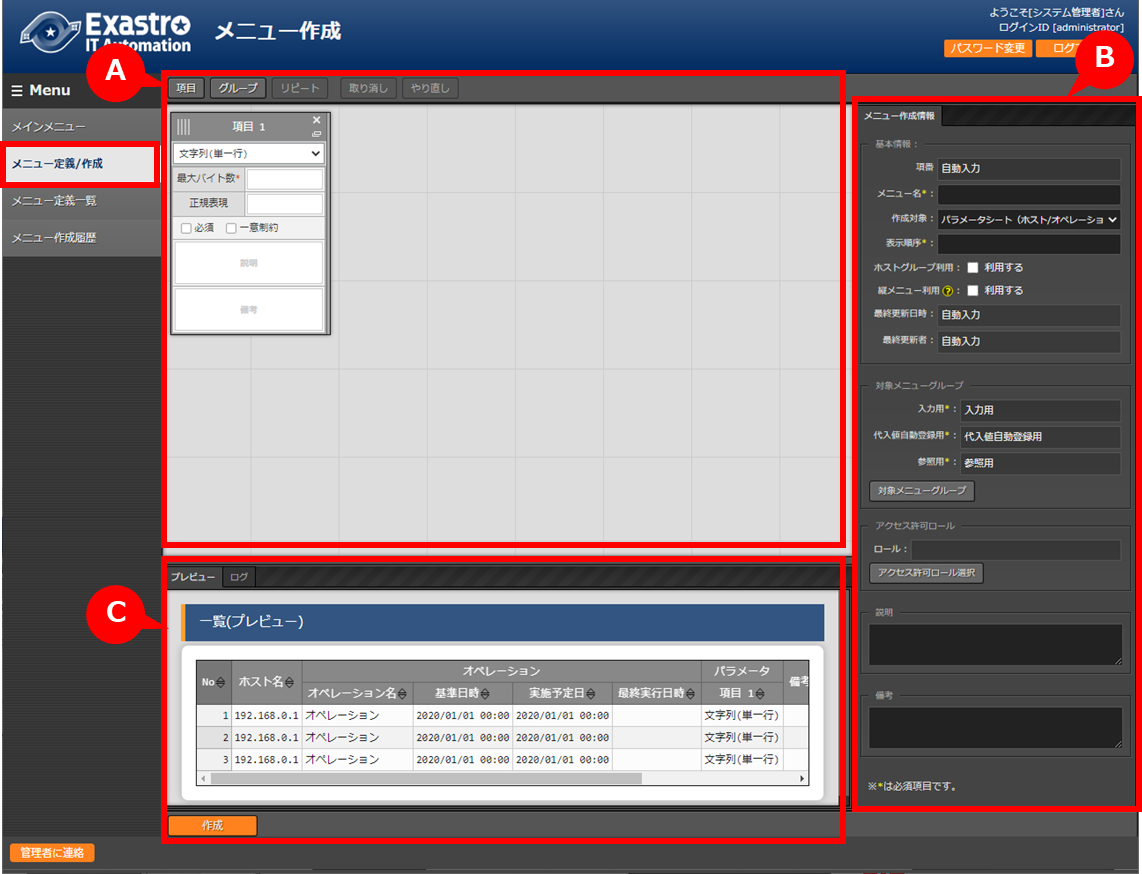 Exastro
IT Automation
メニュー作成
ようこそ[システム管理者]さん
ログインID [administrator]
パスワード変更
ログ
A
B
☰ Menu
メインメニュー
メニュー定義/作成
メニュー定義一覧
メニュー作成履歴
項目 グループ リピート 取り消し やり直し
項目 1
文字列(単一行)
最大バイト数*
正規表現
必須 一意制約
説明
備考
メニュー作成情報
基本情報：
項番 自動入力
メニュー名*：
作成対象： パラメータシート（ホスト/オペレーショ
表示順序*：
ホストグループ利用： 利用する
縦メニュー利用?： 利用する
最終更新日時： 自動入力
最終更新者： 自動入力
対象メニューグループ
入力用*： 入力用
代入値自動登録用*： 代入値自動登録用
参照用*： 参照用
対象メニューグループ
アクセス許可ロール
ロール：
アクセス許可ロール選択
説明
備考
※*は必須項目です。
C
プレビュー ログ
一覧(プレビュー)
No ホスト名 オペレーション パラメータ 備考
オペレーション名 基準日時 実施予定日 最終実行日時 項目 1
1 192.168.0.1 オペレーション 2020/01/01 00:00 2020/01/01 00:00 文字列(単一行)
2 192.168.0.1 オペレーション 2020/01/01 00:00 2020/01/01 00:00 文字列(単一行)
3 192.168.0.1 オペレーション 2020/01/01 00:00 2020/01/01 00:00 文字列(単一行)
作成
管理者に連絡